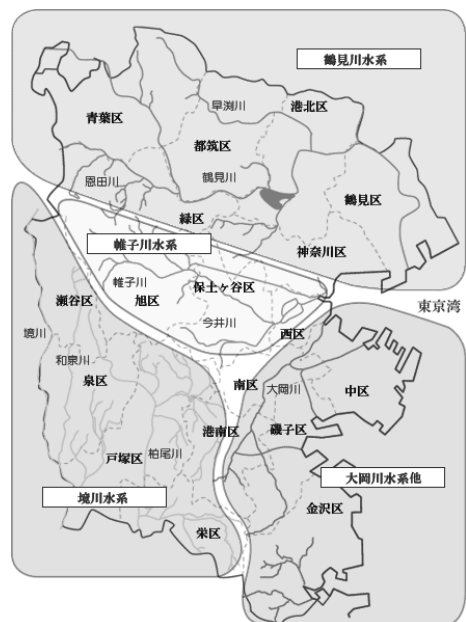 鶴見川水系
早渕川
港北区
青葉区
都筑区
恩田川
鶴見川
鶴見区
緑区
帷子川水系
神奈川区
帷子川
保土ヶ谷区
瀬谷区
旭区
東京湾
今井川
西区
境川
和泉川
泉区
南区
大岡川
中区
港南区
磯子区
戸塚区
柏尾川
大岡川水系他
境川水系
金沢区
栄区